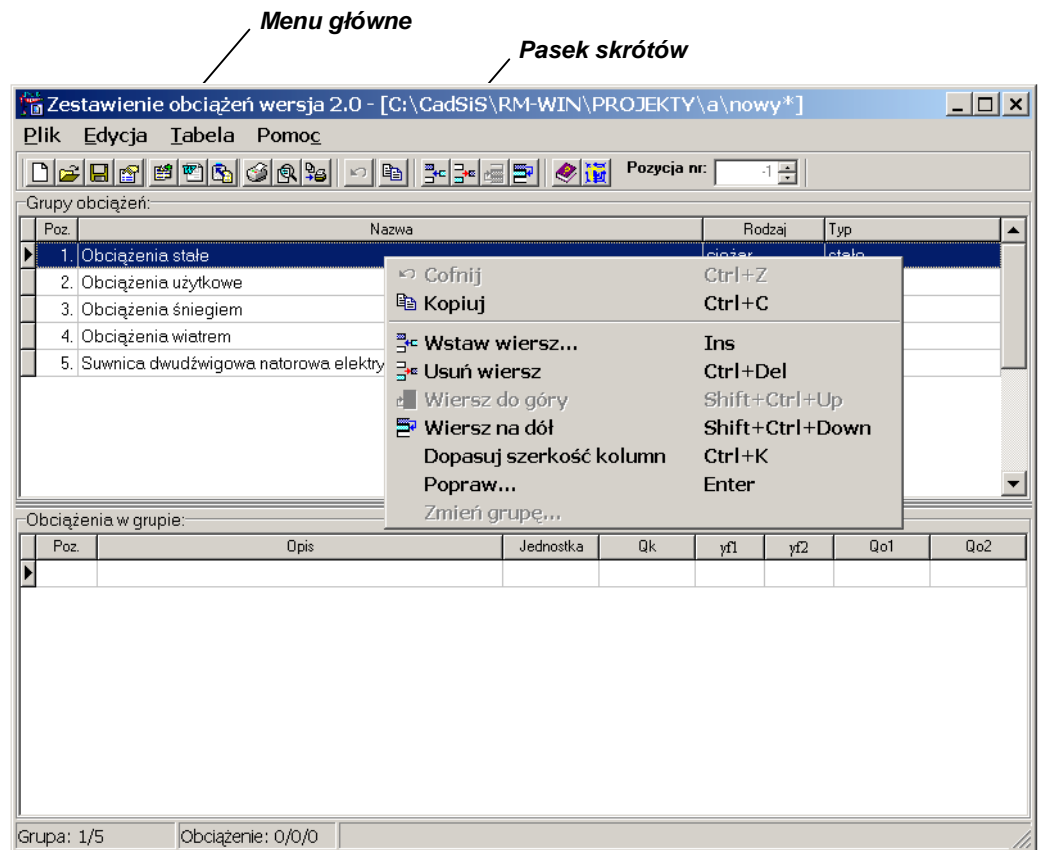 Menu główne
Pasek skrótów
Zestawienie obciążeń wersja 2.0 - [C:\CadSiS\RM-WIN\PROJEKTY\a\nowy*]
Plik Edycja Tabela Pomoc
Pozycja nr: -1
Grupy obciążeń:
Poz. Nazwa Rodzaj Typ
1. Obciążenia stałe ciężar stałe
2. Obciążenia użytkowe
3. Obciążenia śniegiem
4. Obciążenia wiatrem
5. Suwnica dwudźwigowa natorowa elektry
Cofnij Ctrl+Z
Kopiuj Ctrl+C
Wstaw wiersz... Ins
Usuń wiersz Ctrl+Del
Wiersz do góry Shift+Ctrl+Up
Wiersz na dół Shift+Ctrl+Down
Dopasuj szerkość kolumn Ctrl+K
Popraw... Enter
Zmień grupę...
Obciążenia w grupie:
Poz. Opis Jednostka Qk γf1 γf2 Qo1 Qo2
Grupa: 1/5 Obciążenie: 0/0/0